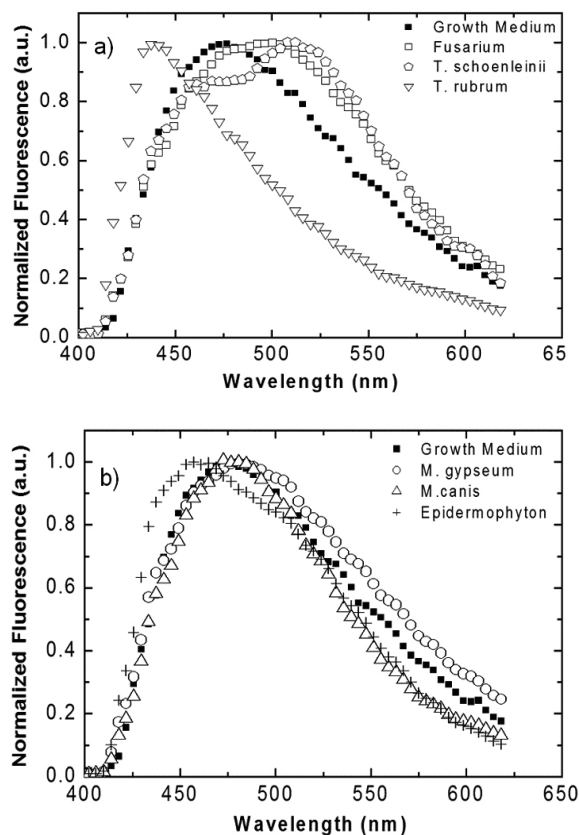 a)
Growth Medium
Fusarium
T. schoenleinii
T. rubrum
Normalized Fluorescence (a.u.)
1.0
0.8
0.6
0.4
0.2
0.0
400 450 500 550 600 65
Wavelength (nm)
b)
Growth Medium
M. gypseum
M.canis
Epidermophyton
Normalized Fluorescence (a.u.)
1.0
0.8
0.6
0.4
0.2
0.0
400 450 500 550 600 650
Wavelength (nm)